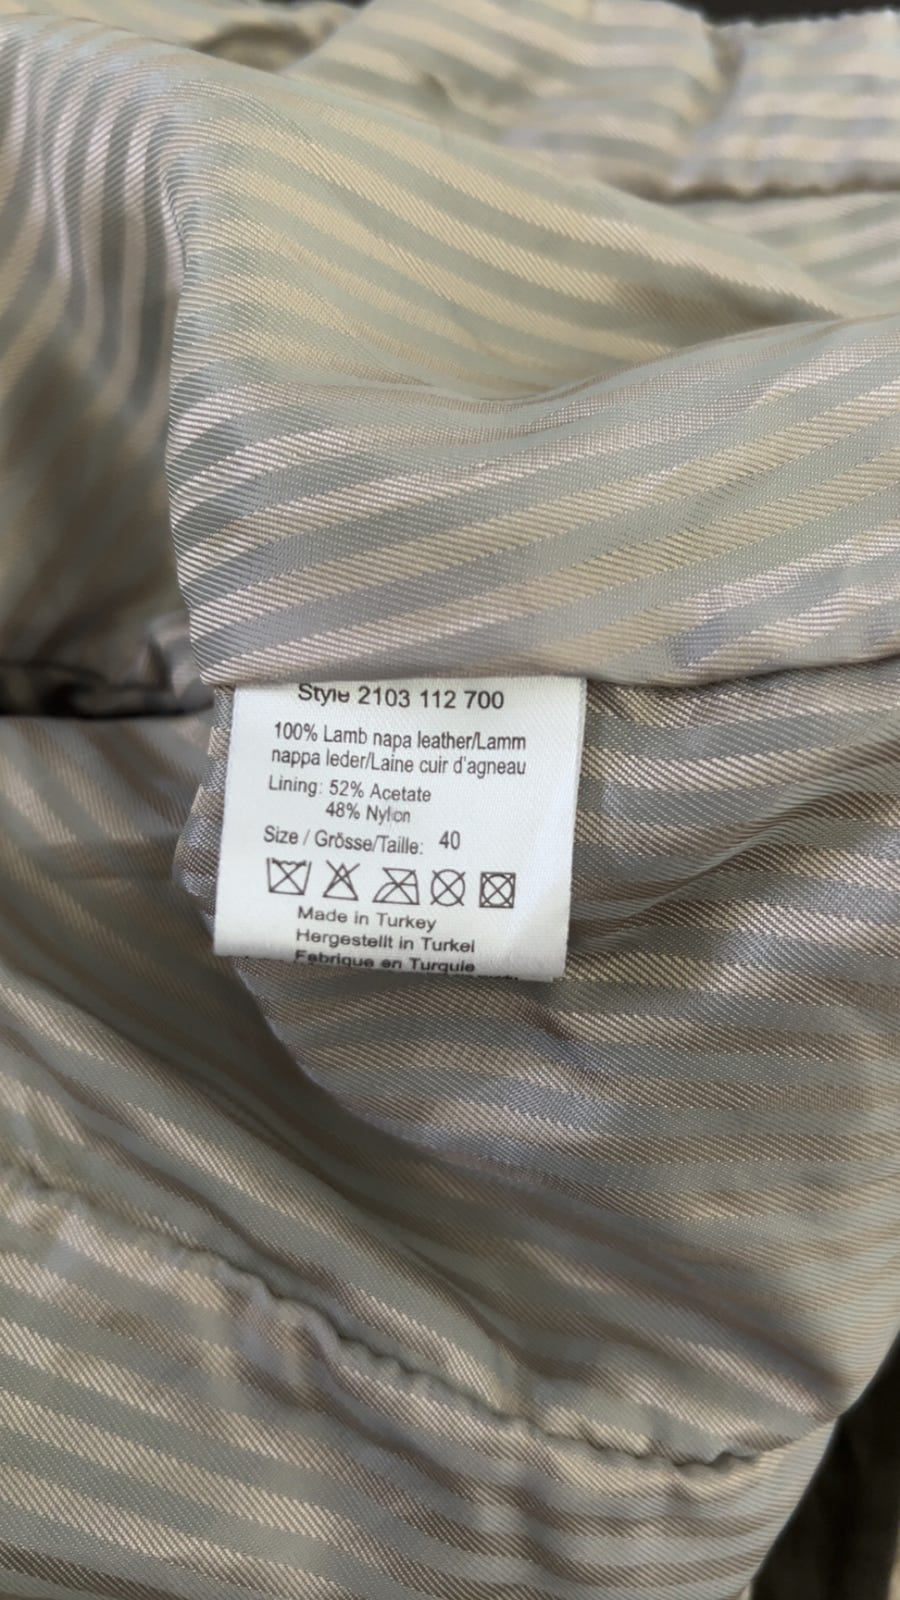 Style 2103 112 700
100% Lamb napa leather/Lamm
nappa leder/Laine cuir d'agneau
Lining: 52% Acetate
48% Nylon
Size / Grősse/Taille: 40
Made in Turkey
Hergestellt in Turkei
Fabrique en Turquie